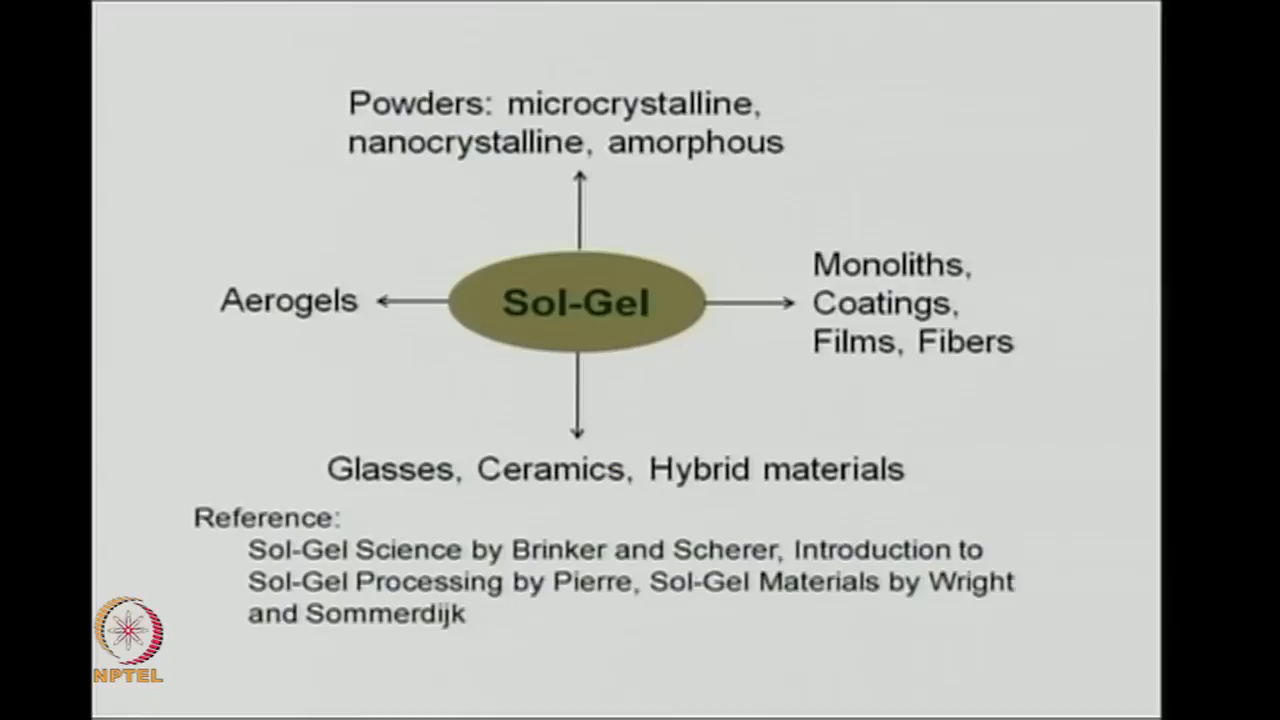 Powders: microcrystalline,
nanocrystalline, amorphous
Aerogels
Sol-Gel
Monoliths,
Coatings,
Films, Fibers
Glasses, Ceramics, Hybrid materials
Reference:
Sol-Gel Science by Brinker and Scherer, Introduction to
Sol-Gel Processing by Pierre, Sol-Gel Materials by Wright
and Sommerdijk
NPTEL